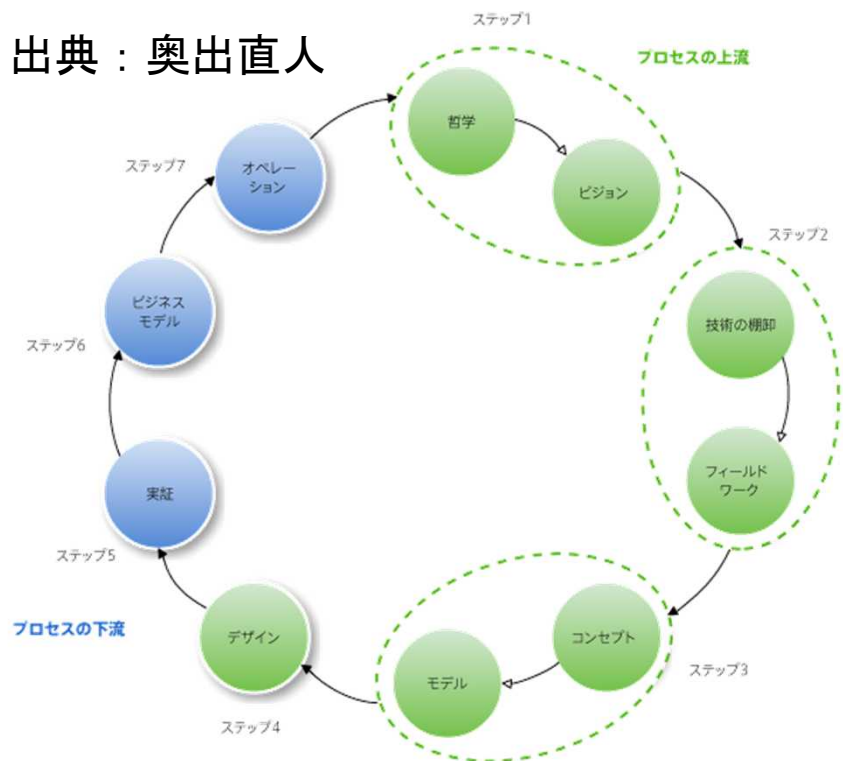 出典：奥出直人
ステップ1
プロセスの上流
哲学
ビジョン
ステップ2
技術の棚卸
フィールド
ワーク
ステップ3
コンセプト
モデル
ステップ4
デザイン
プロセスの下流
ステップ5
実証
ステップ6
ビジネス
モデル
ステップ7
オペレー
ション